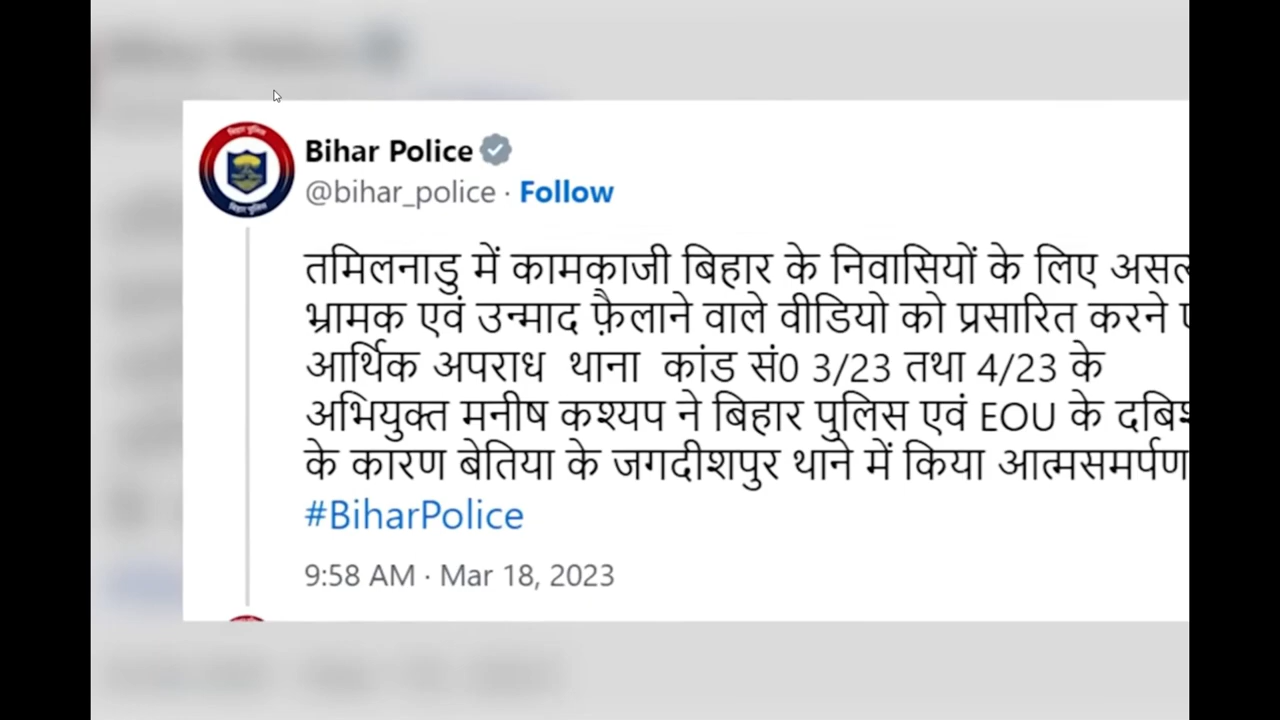 Bihar Police
@bihar_police · Follow
तमिलनाडु में कामकाजी बिहार के निवासियों के लिए
भ्रामक एवं उन्माद फ़ैलाने वाले वीडियो को प्रसारित करने
आर्थिक अपराध थाना कांड सं0 3/23 तथा 4/23 के
अभियुक्त मनीष कश्यप ने बिहार पुलिस एवं EOU के
के कारण बेतिया के जगदीशपुर थाने में किया आत्मसमर्पण
#BiharPolice
9:58 AM · Mar 18, 2023